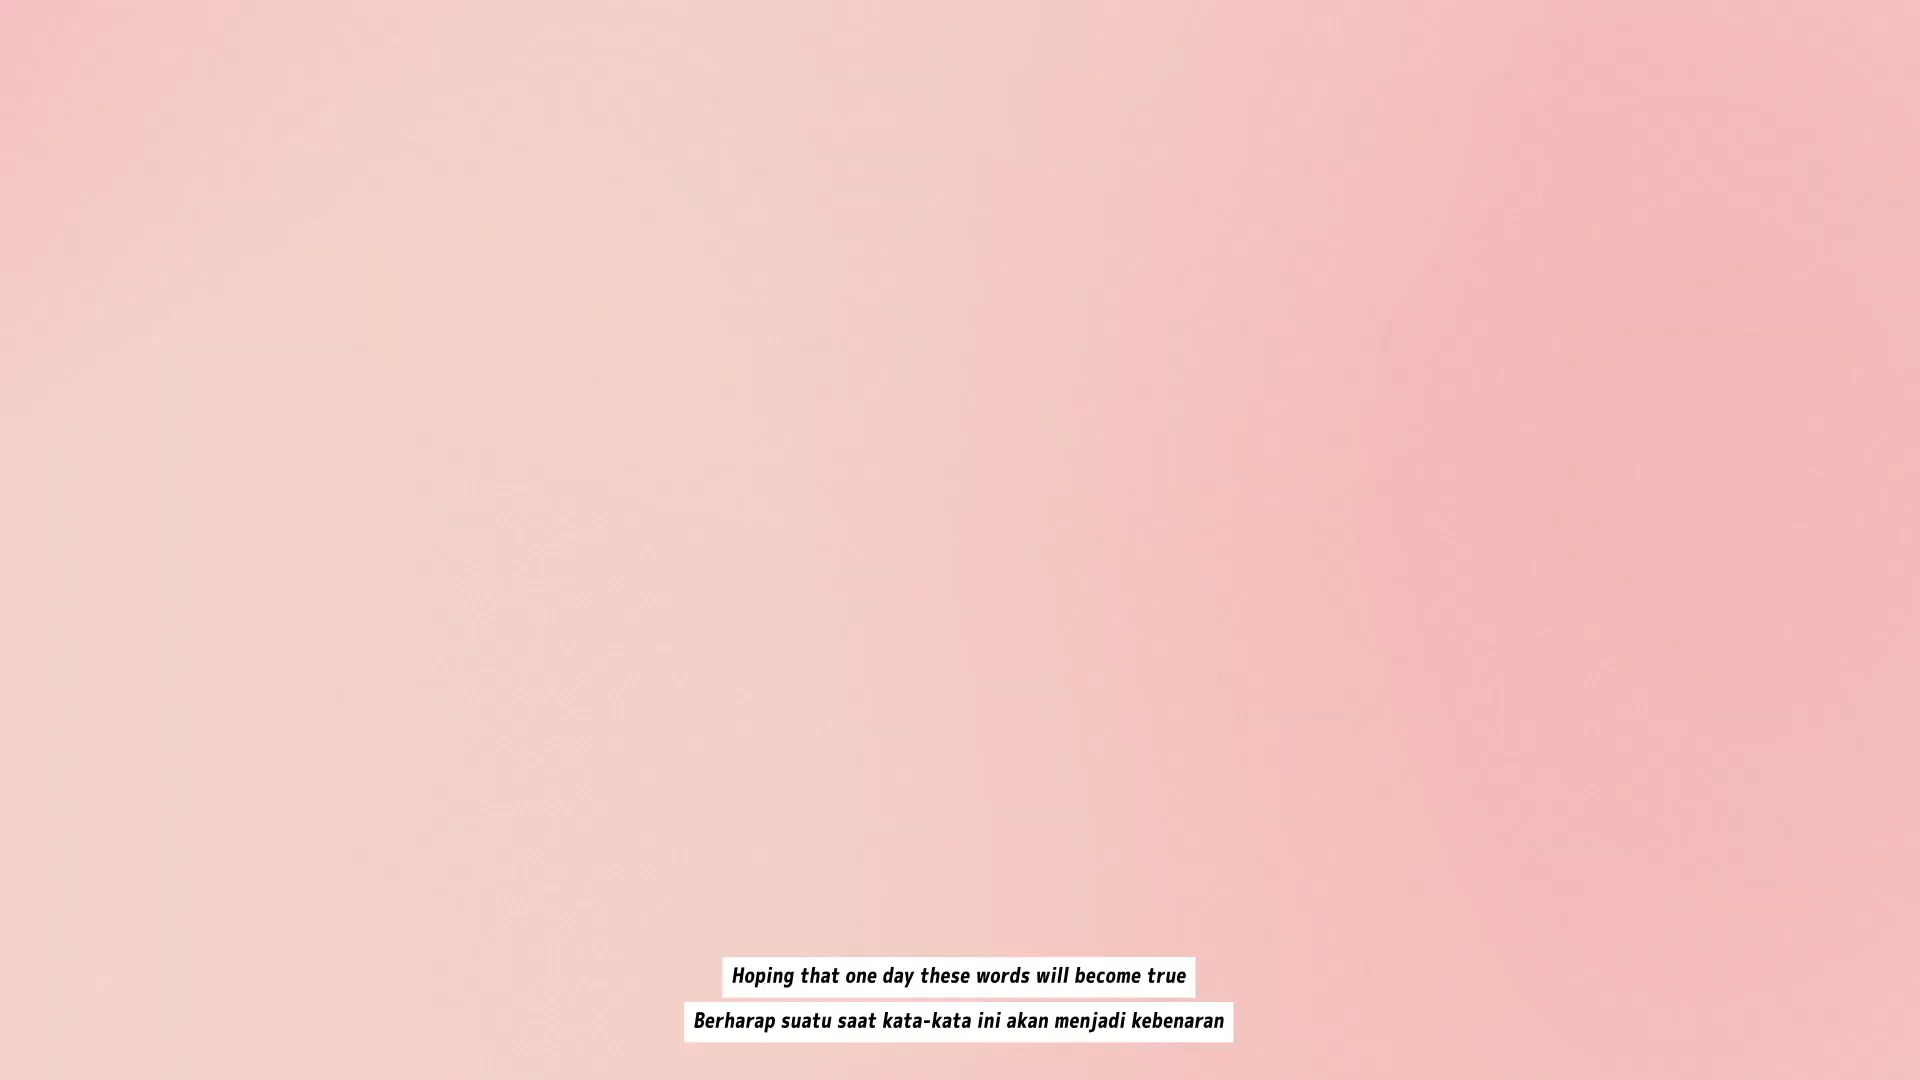 Hoping that one day these words will become true
Berharap suatu saat kata-kata ini akan menjadi kebenaran